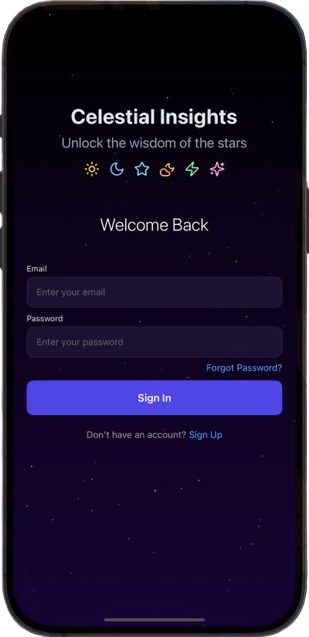 Celestial Insights
Unlock the wisdom of the stars
Welcome Back
Email
Enter your email
Password
Enter your password
Forgot Password?
Sign In
Don't have an account? Sign Up